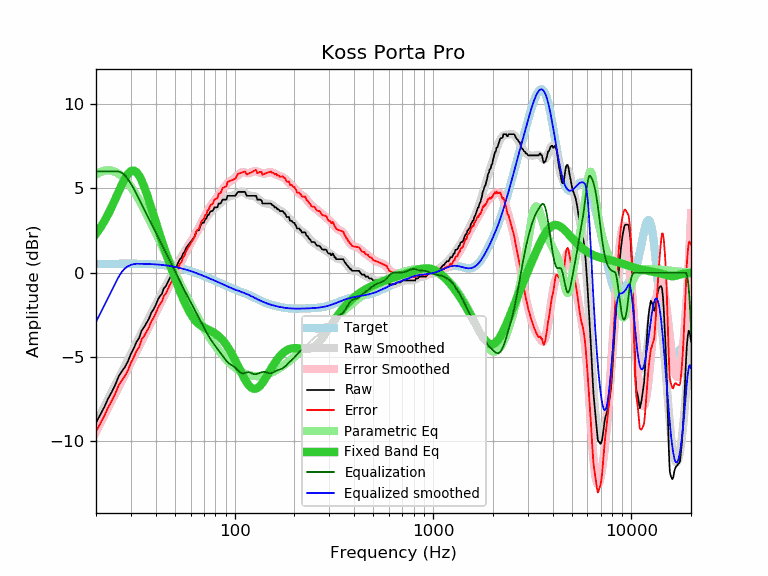 Koss Porta Pro
Amplitude (dBr)
10
5
0
−5
−10
Target
Raw Smoothed
Error Smoothed
Raw
Error
Parametric Eq
Fixed Band Eq
Equalization
Equalized smoothed
100
1000
10000
Frequency (Hz)